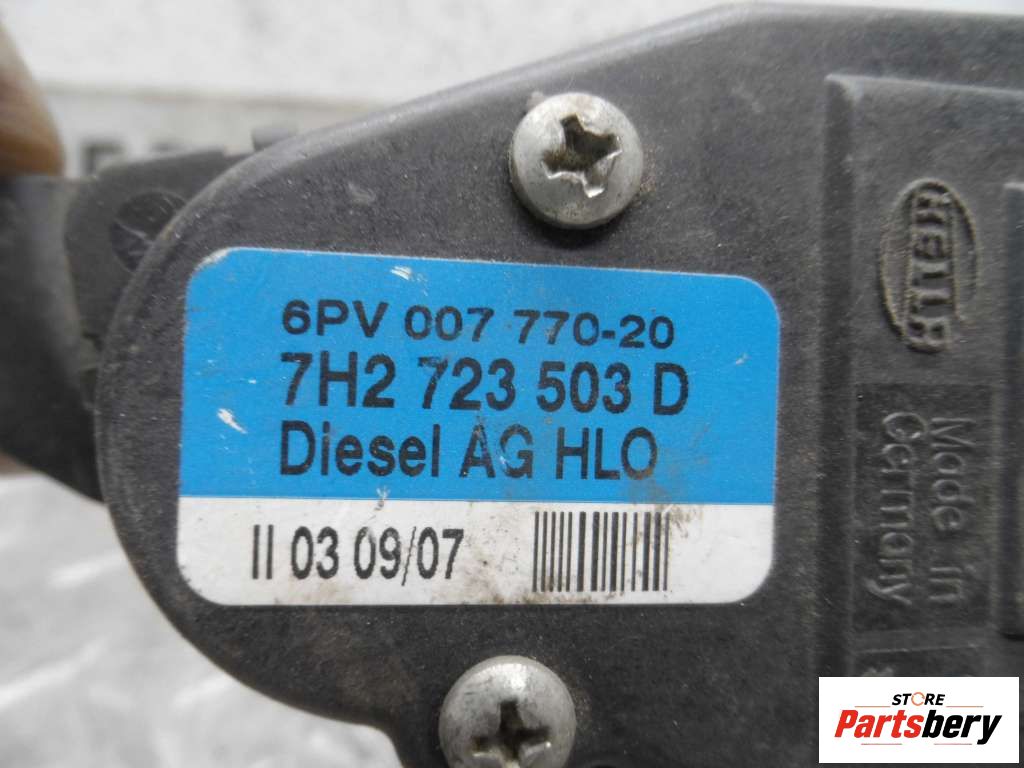 6PV 007 770-20
7H2 723 503 D
Diesel AG HLO
II 03 09/07
HELLA
Made in
Germany
STORE
Partsbery